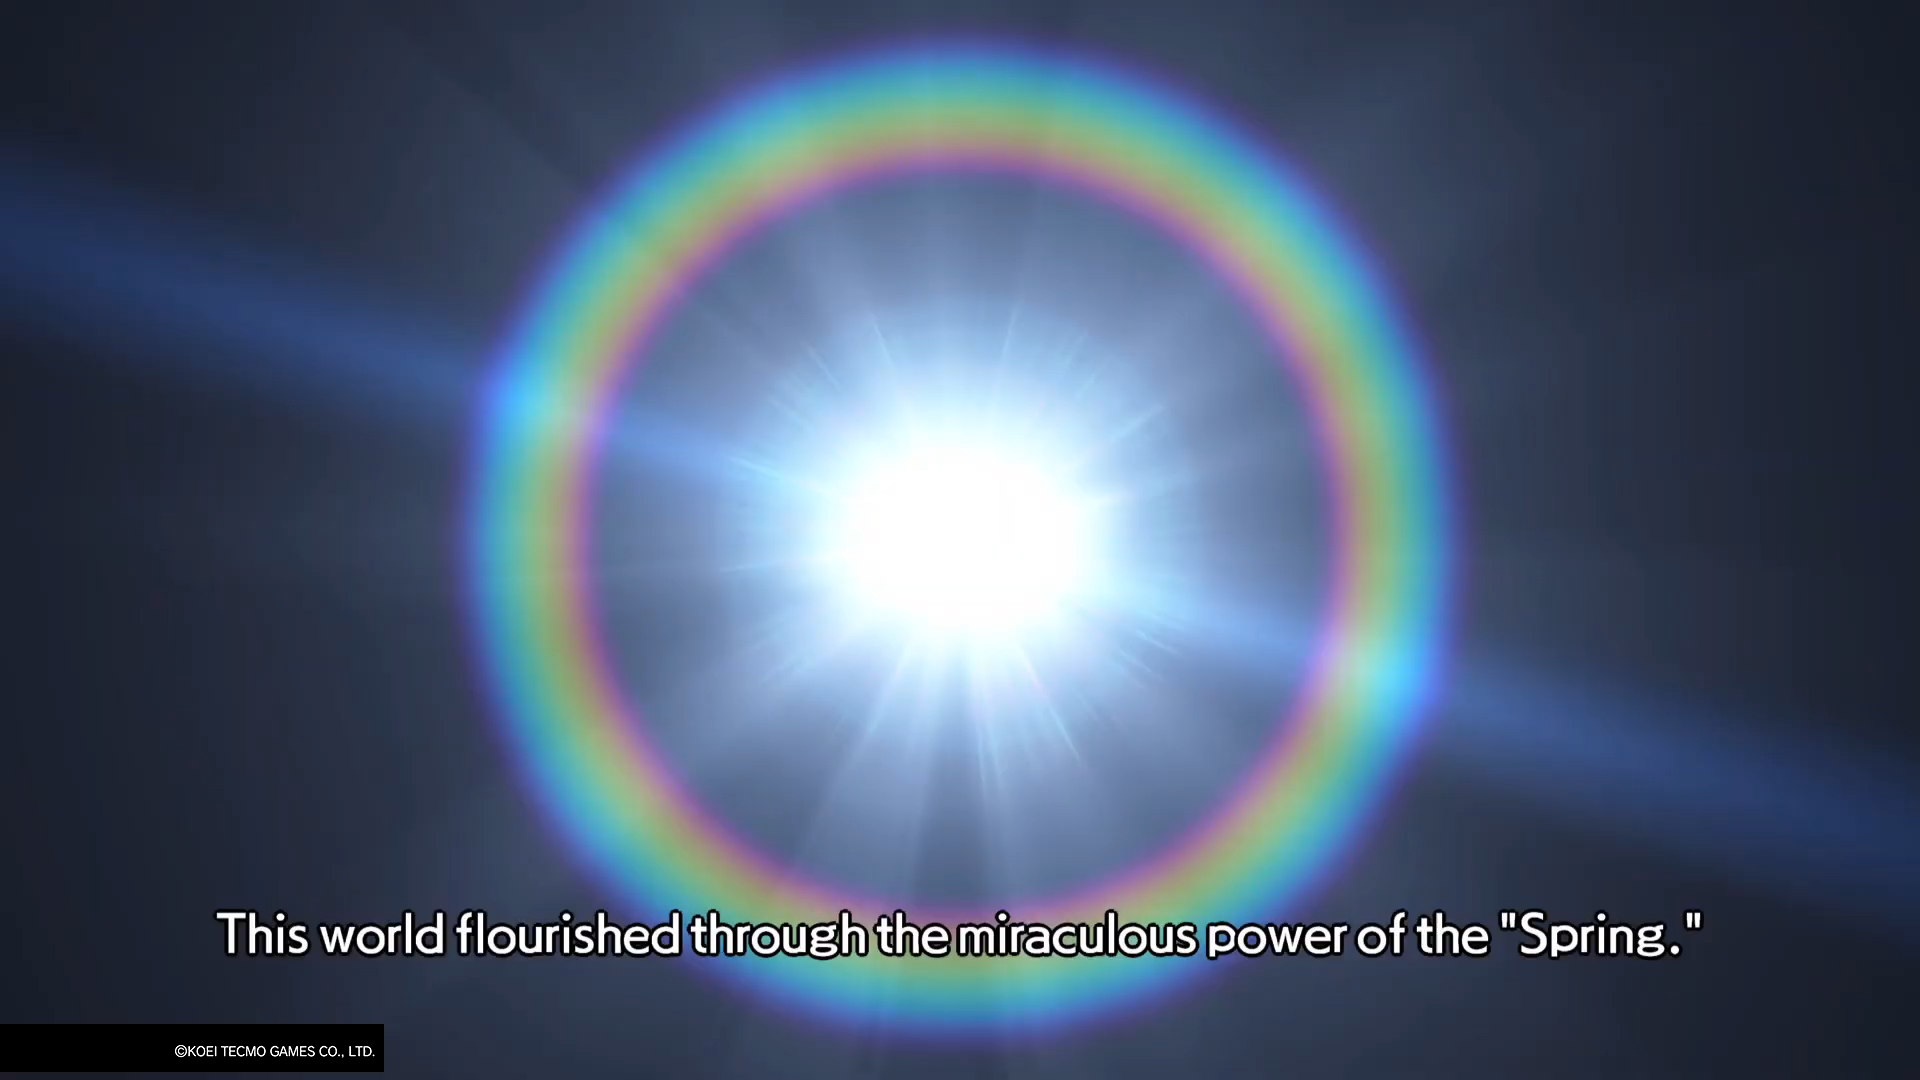 This world flourished through the miraculous power of the "Spring."
©KOEI TECMO GAMES CO., LTD.